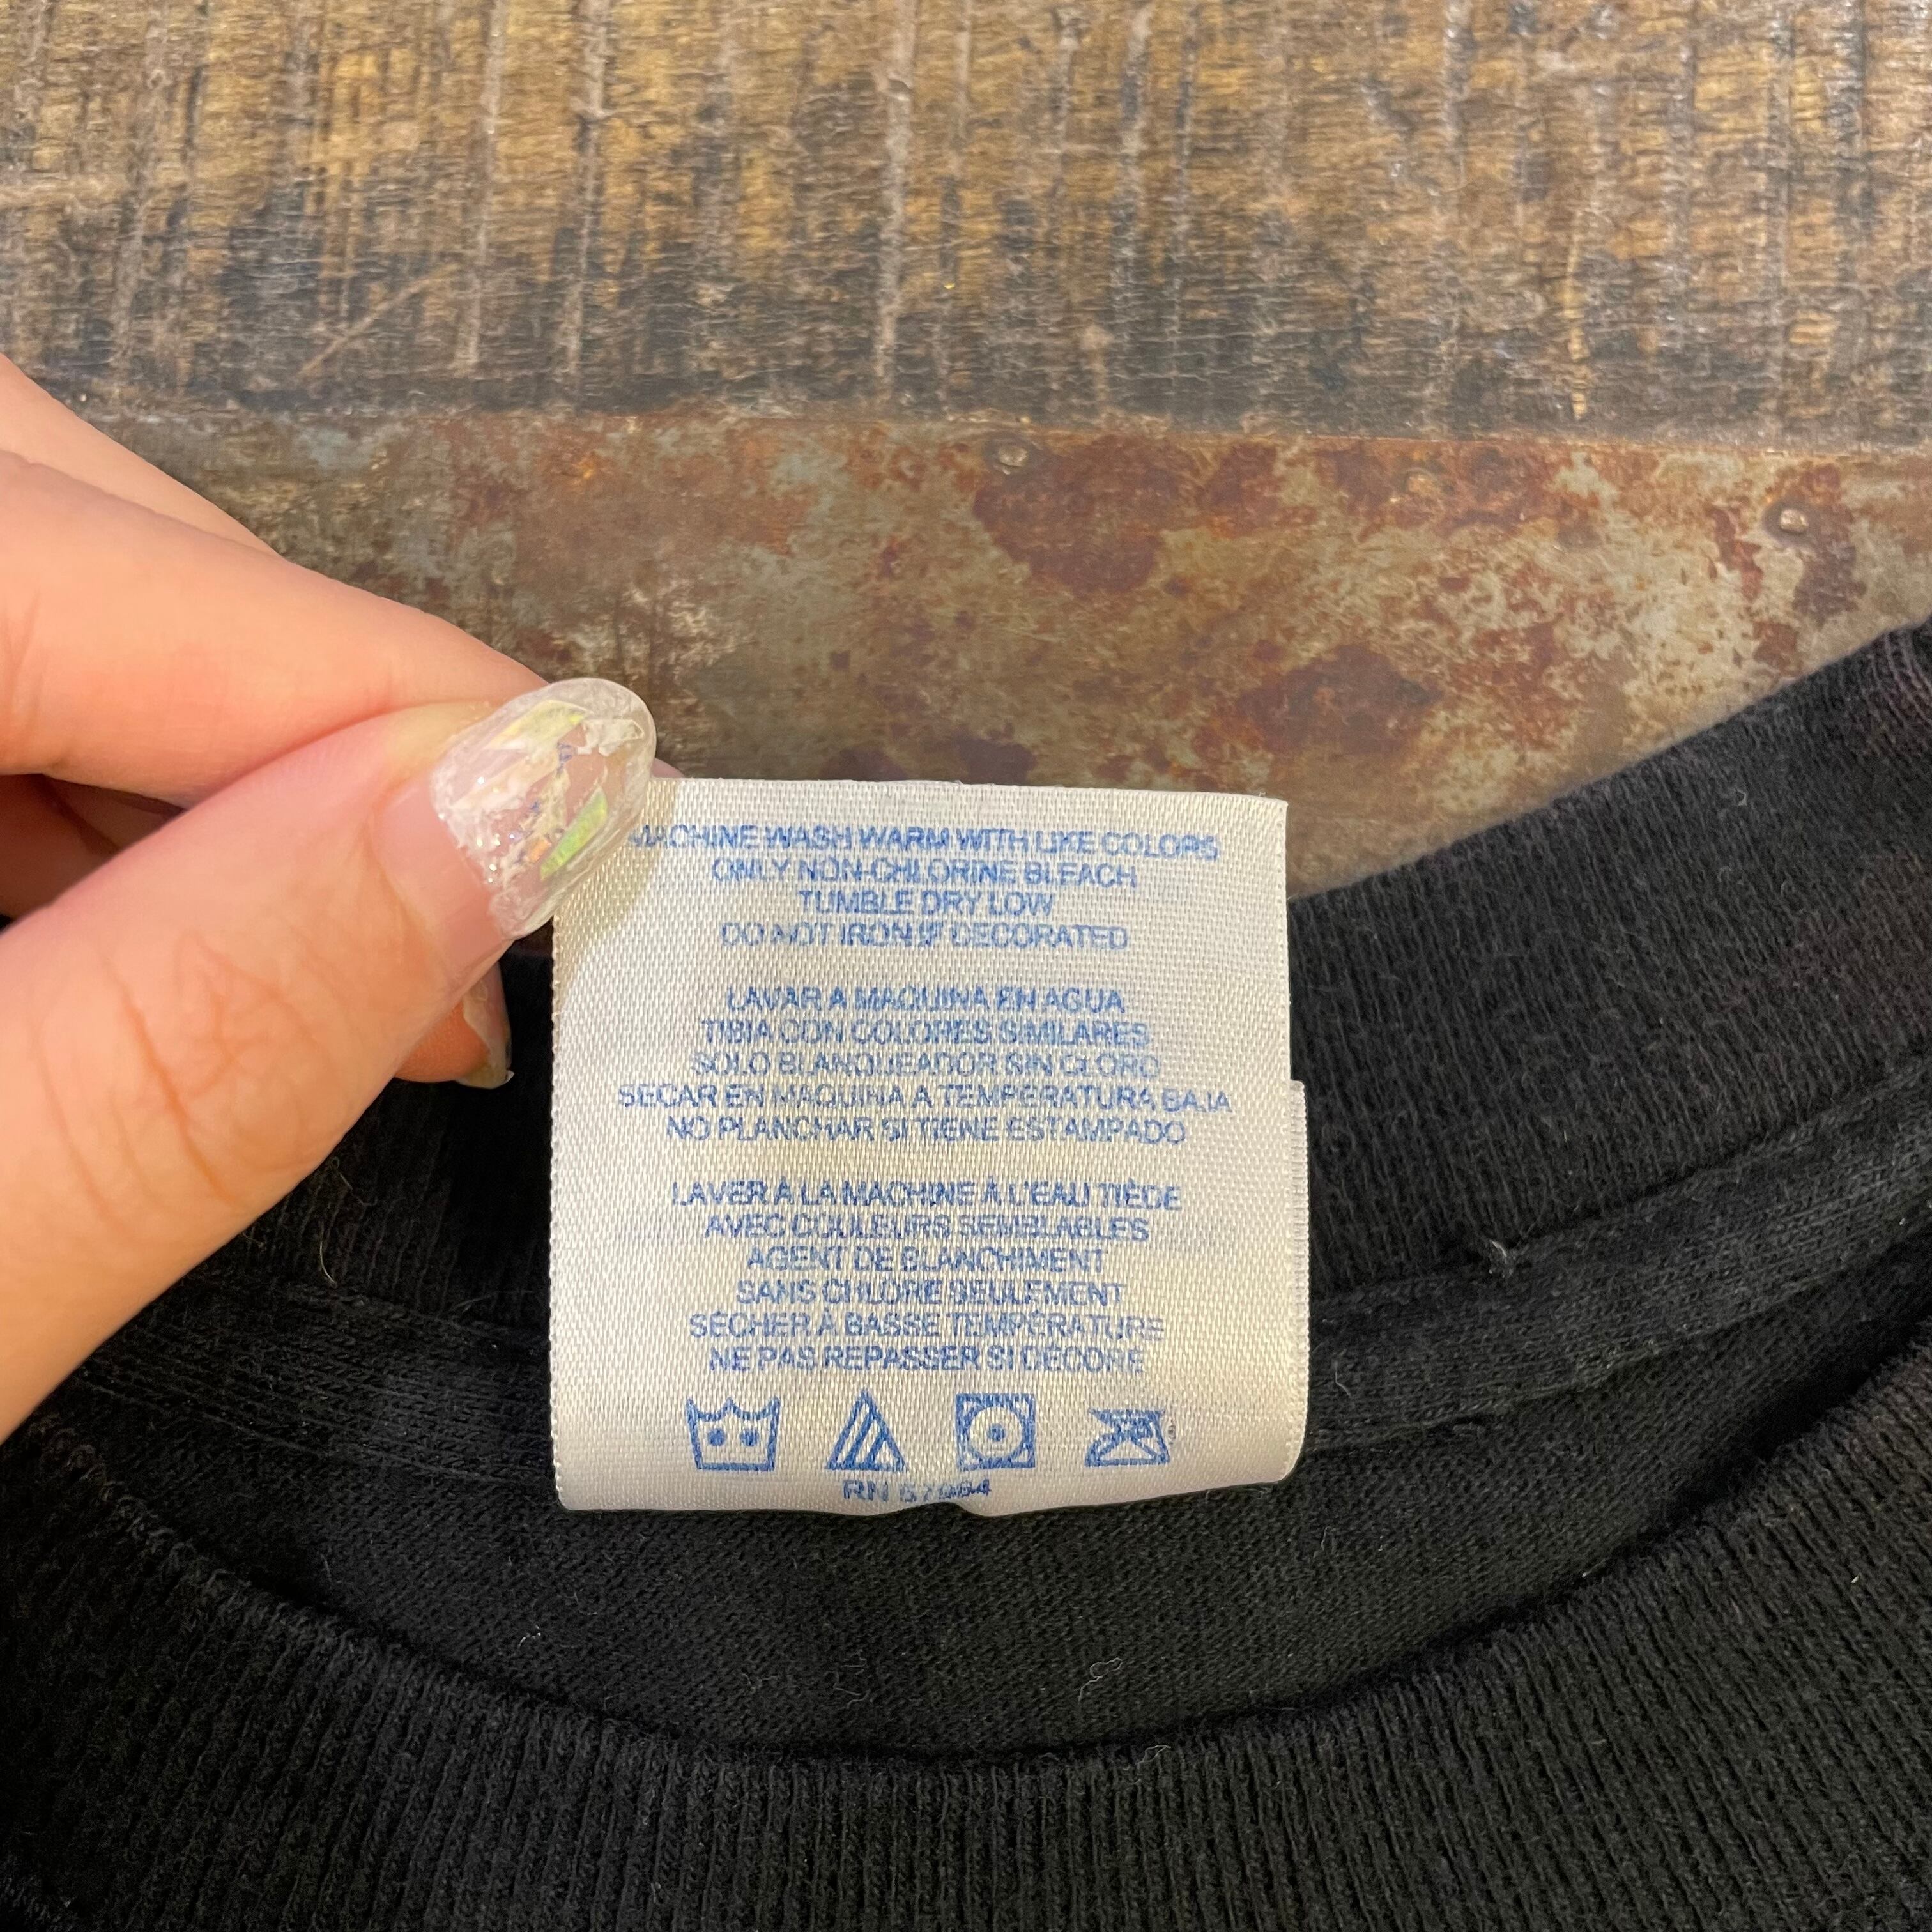 MACHINE WASH WARM WITH LIKE COLORS
ONLY NON-CHLORINE BLEACH
TUMBLE DRY LOW
DO NOT IRON IF DECORATED
LAVAR A MAQUINA EN AGUA
TIBIA CON COLORES SIMILARES
SOLO BLANQUEADOR SIN CLORO
SECAR EN MAQUINA A TEMPERATURA BAJA
NO PLANCHAR SI TIENE ESTAMPADO
LAVER À LA MACHINE À L'EAU TIÈDE
AVEC COULEURS SEMBLABLES
AGENT DE BLANCHIMENT
SANS CHLORE SEULEMENT
SÉCHER À BASSE TEMPÉRATURE
NE PAS REPASSER SI DÉCORÉ
RN